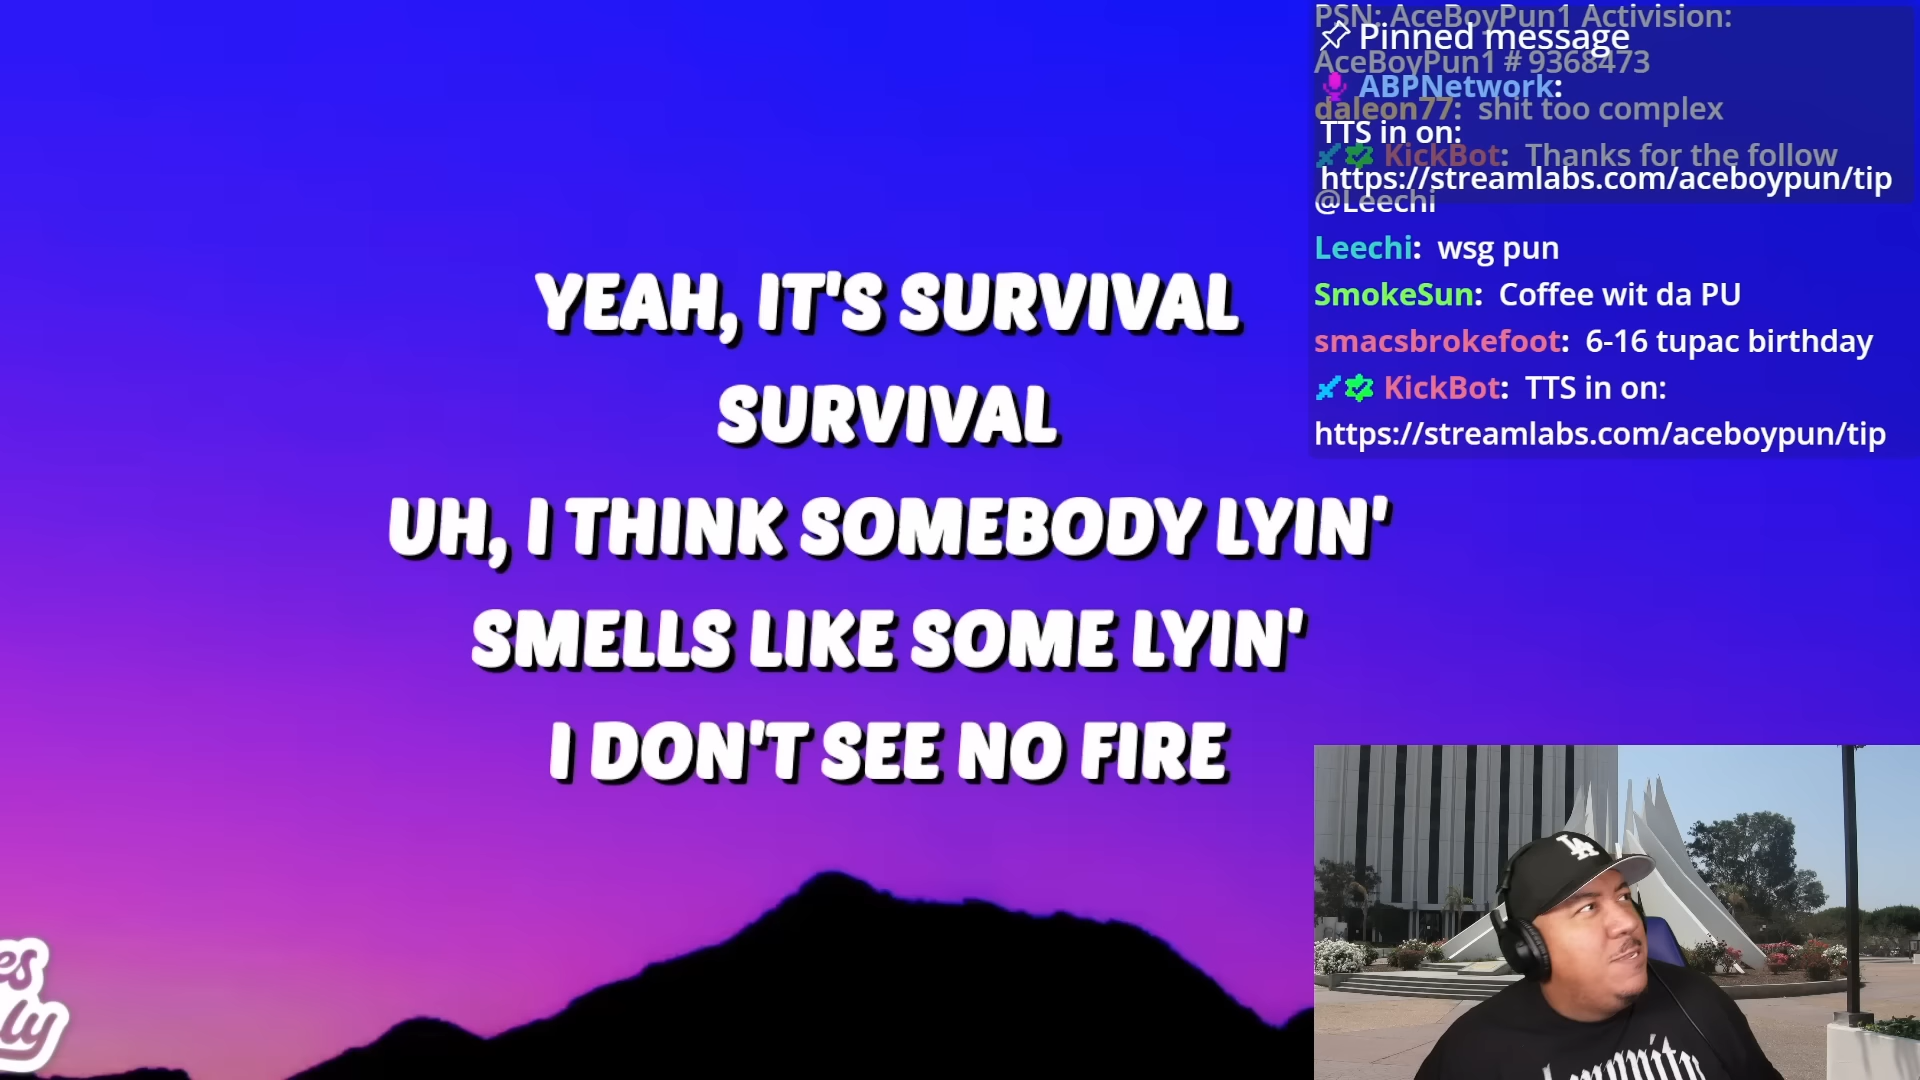 YEAH, IT'S SURVIVAL
SURVIVAL
UH, I THINK SOMEBODY LYIN'
SMELLS LIKE SOME LYIN'
I DON'T SEE NO FIRE
PSN: AceBoyPun1 Activision:
Pinned message
AceBoyPun1 # 9368473
ABPNetwork:
daleon77: shit too complex
TTS in on:
KickBot: Thanks for the follow
https://streamlabs.com/aceboypun/tip
@Leechi
Leechi: wsg pun
SmokeSun: Coffee wit da PU
smacsbrokefoot: 6-16 tupac birthday
KickBot: TTS in on:
https://streamlabs.com/aceboypun/tip
es
ly
LA